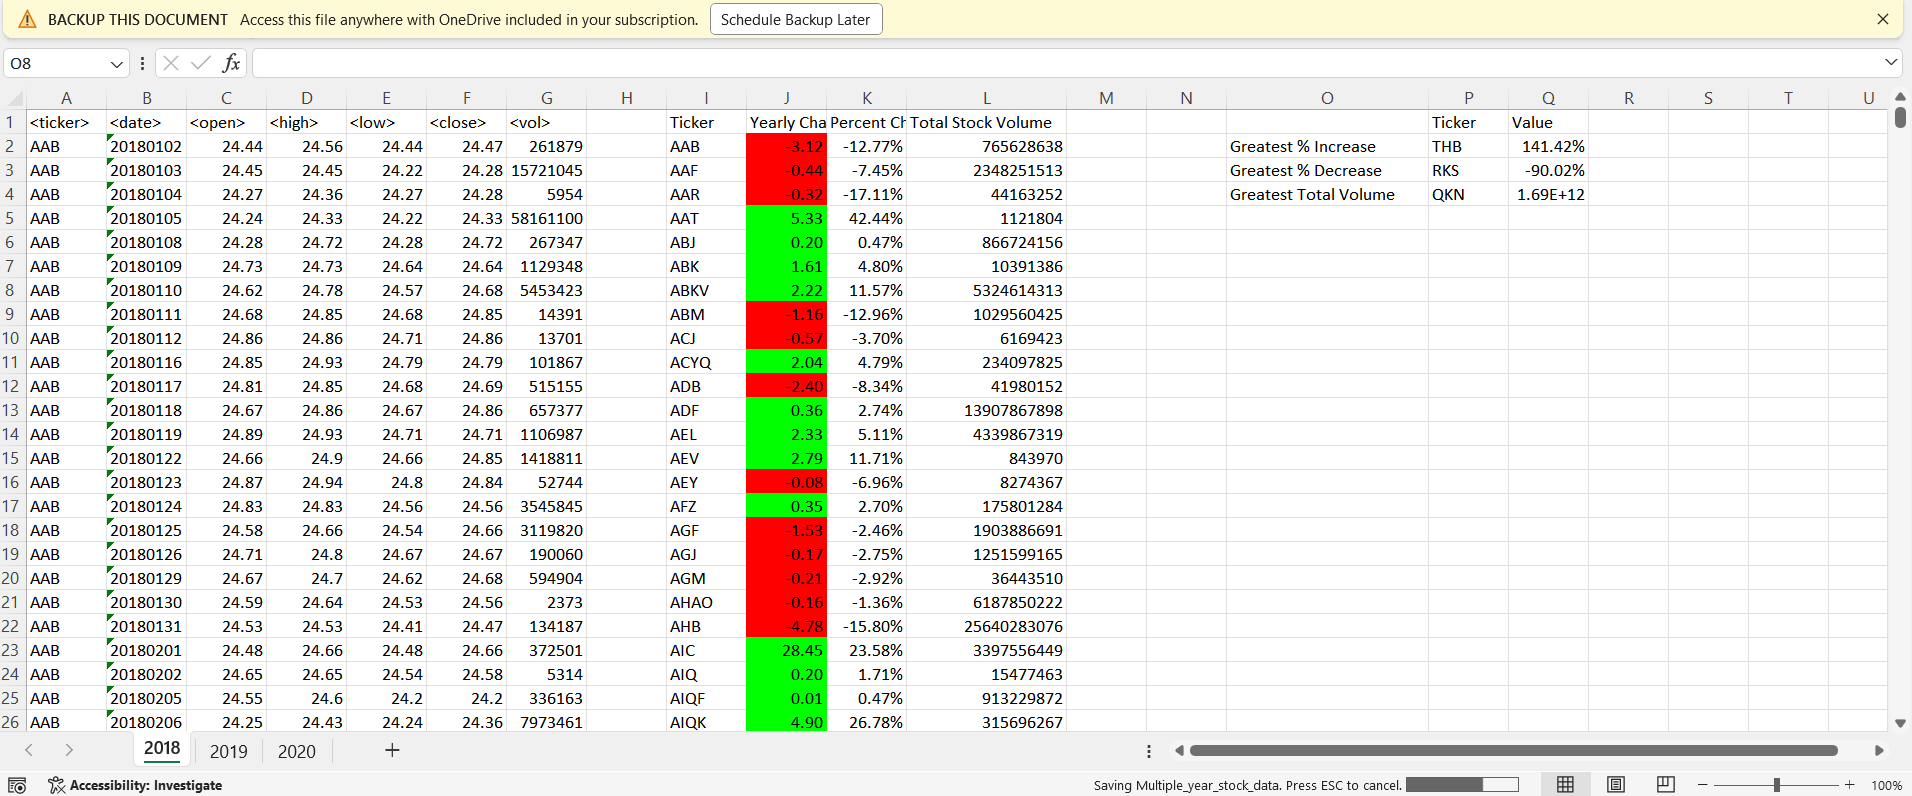 BACKUP THIS DOCUMENT Access this file anywhere with OneDrive included in your subscription. Schedule Backup Later
O8 fx
A B C D E F G H I J K L M N O P Q R S T U
1 <ticker> <date> <open> <high> <low> <close> <vol> Ticker Yearly Cha Percent Ch Total Stock Volume Ticker Value
2 AAB 20180102 24.44 24.56 24.44 24.47 261879 AAB -3.12 -12.77% 765628638 Greatest % Increase THB 141.42%
3 AAB 20180103 24.45 24.45 24.22 24.28 15721045 AAF -0.44 -7.45% 2348251513 Greatest % Decrease RKS -90.02%
4 AAB 20180104 24.27 24.36 24.27 24.28 5954 AAR -0.32 -17.11% 44163252 Greatest Total Volume QKN 1.69E+12
5 AAB 20180105 24.24 24.33 24.22 24.33 58161100 AAT 5.33 42.44% 1121804
6 AAB 20180108 24.28 24.72 24.28 24.72 267347 ABJ 0.20 0.47% 866724156
7 AAB 20180109 24.73 24.73 24.64 24.64 1129348 ABK 1.61 4.80% 10391386
8 AAB 20180110 24.62 24.78 24.57 24.68 5453423 ABKV 2.22 11.57% 5324614313
9 AAB 20180111 24.68 24.85 24.68 24.85 14391 ABM -1.16 -12.96% 1029560425
10 AAB 20180112 24.86 24.86 24.71 24.86 13701 ACJ -0.57 -3.70% 6169423
11 AAB 20180116 24.85 24.93 24.79 24.79 101867 ACYQ 2.04 4.79% 234097825
12 AAB 20180117 24.81 24.85 24.68 24.69 515155 ADB -2.40 -8.34% 41980152
13 AAB 20180118 24.67 24.86 24.67 24.86 657377 ADF 0.36 2.74% 13907867898
14 AAB 20180119 24.89 24.93 24.71 24.71 1106987 AEL 2.33 5.11% 4339867319
15 AAB 20180122 24.66 24.9 24.66 24.85 1418811 AEV 2.79 11.71% 843970
16 AAB 20180123 24.87 24.94 24.8 24.84 52744 AEY -0.08 -6.96% 8274367
17 AAB 20180124 24.83 24.83 24.56 24.56 3545845 AFZ 0.35 2.70% 175801284
18 AAB 20180125 24.58 24.66 24.54 24.66 3119820 AGF -1.53 -2.46% 1903886691
19 AAB 20180126 24.71 24.8 24.67 24.67 190060 AGJ -0.17 -2.75% 1251599165
20 AAB 20180129 24.67 24.7 24.62 24.68 594904 AGM -0.21 -2.92% 36443510
21 AAB 20180130 24.59 24.64 24.53 24.56 2373 AHAO -0.16 -1.36% 6187850222
22 AAB 20180131 24.53 24.53 24.41 24.47 134187 AHB -4.78 -15.80% 25640283076
23 AAB 20180201 24.48 24.66 24.48 24.66 372501 AIC 28.45 23.58% 3397556449
24 AAB 20180202 24.65 24.65 24.54 24.58 5314 AIQ 0.20 1.71% 15477463
25 AAB 20180205 24.55 24.6 24.2 24.2 336163 AIQF 0.01 0.47% 913229872
26 AAB 20180206 24.25 24.43 24.24 24.36 7973461 AIQK 4.90 26.78% 315696267
2018 2019 2020
Accessibility: Investigate Saving Multiple_year_stock_data. Press ESC to cancel. 100%